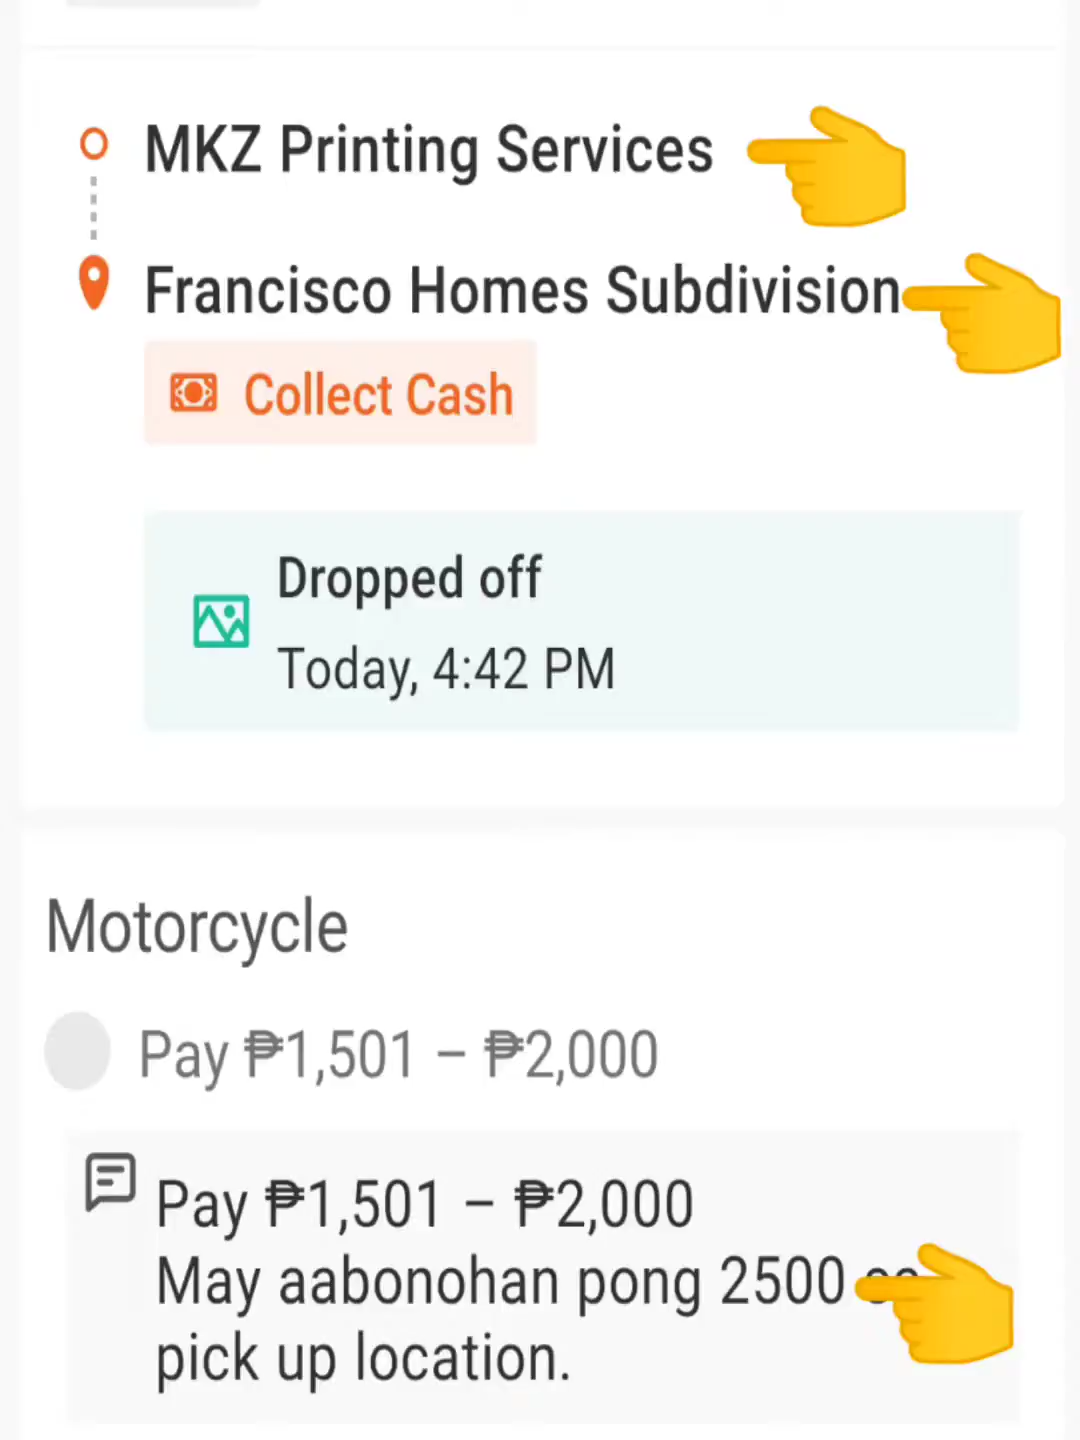 MKZ Printing Services
Francisco Homes Subdivision
Collect Cash
Dropped off
Today, 4:42 PM
Motorcycle
Pay ₱1,501 – ₱2,000
Pay ₱1,501 – ₱2,000
May aabonohan pong 2500
pick up location.